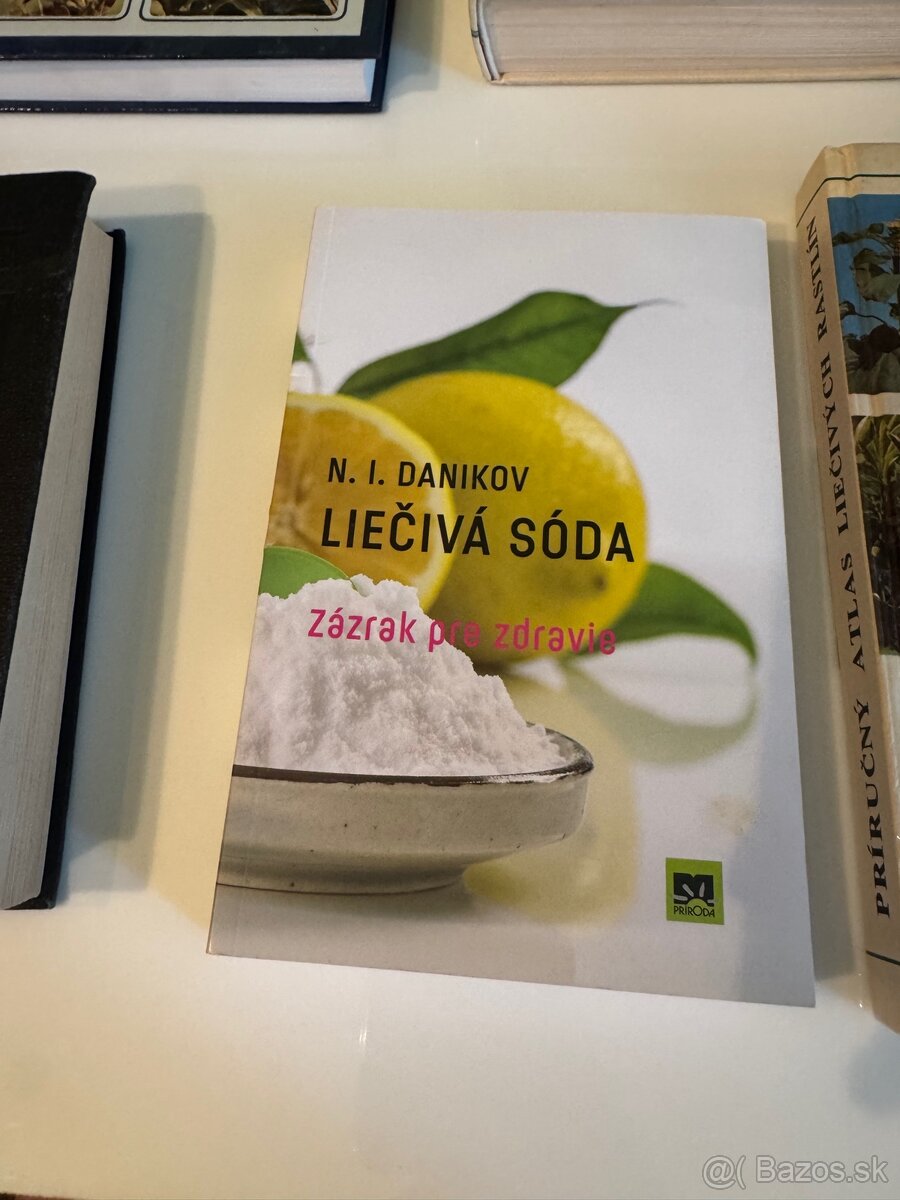 N. I. DANIKOV
LIEČIVÁ SÓDA
Zázrak pre zdravie
PRÍRODA
PRÍRUČNÝ ATLAS LIEČIVÝCH RASTLÍN
@( Bazos.sk